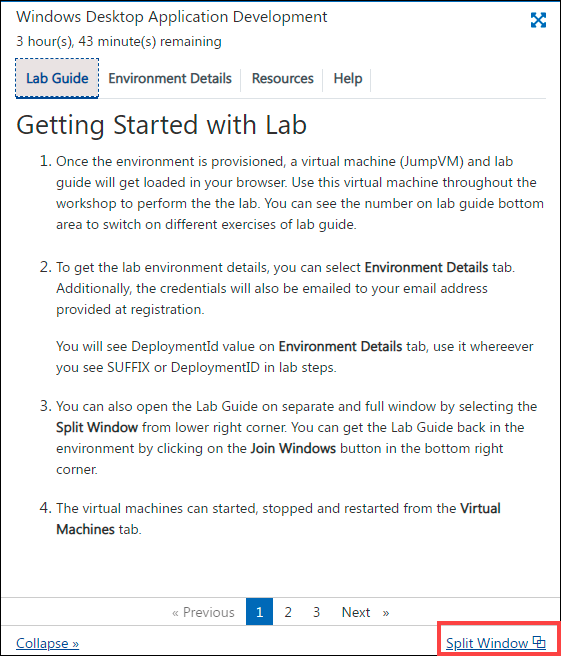 Windows Desktop Application Development
3 hour(s), 43 minute(s) remaining
Lab Guide Environment Details Resources Help
Getting Started with Lab
1. Once the environment is provisioned, a virtual machine (JumpVM) and lab
guide will get loaded in your browser. Use this virtual machine throughout the
workshop to perform the the lab. You can see the number on lab guide bottom
area to switch on different exercises of lab guide.
2. To get the lab environment details, you can select Environment Details tab.
Additionally, the credentials will also be emailed to your email address
provided at registration.
You will see DeploymentId value on Environment Details tab, use it whereever
you see SUFFIX or DeploymentID in lab steps.
3. You can also open the Lab Guide on separate and full window by selecting the
Split Window from lower right corner. You can get the Lab Guide back in the
environment by clicking on the Join Windows button in the bottom right
corner.
4. The virtual machines can started, stopped and restarted from the Virtual
Machines tab.
« Previous 1 2 3 Next »
Collapse » Split Window